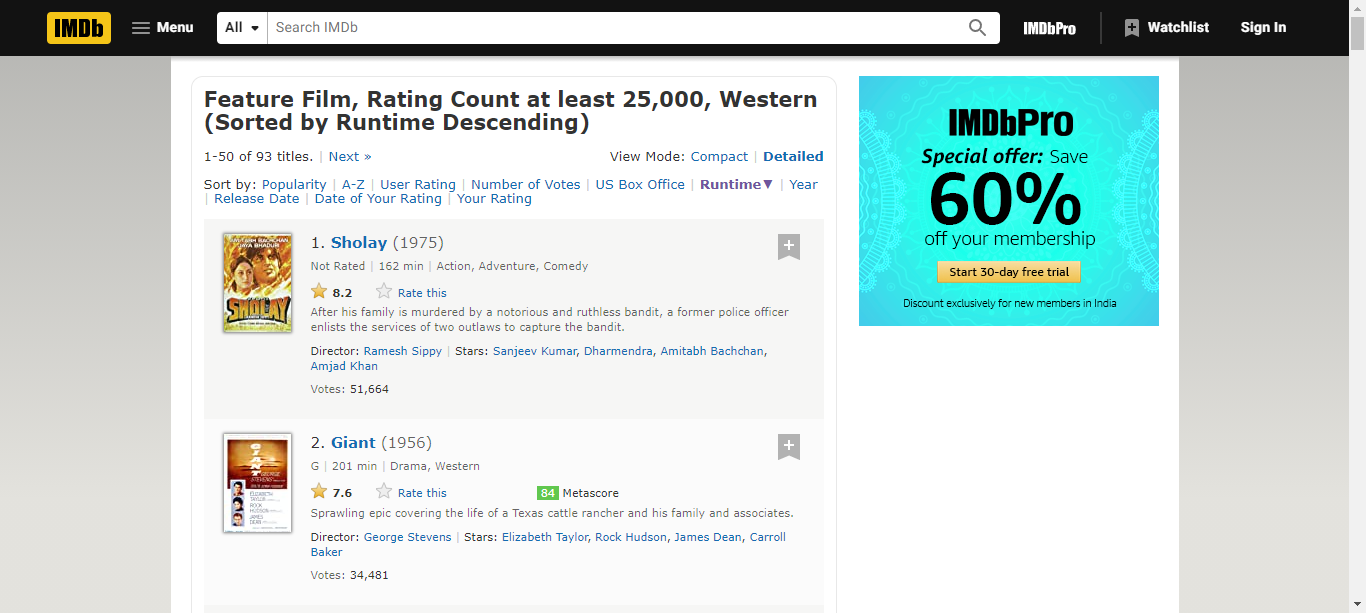 IMDb Menu All Search IMDb IMDbPro Watchlist Sign In
Feature Film, Rating Count at least 25,000, Western
(Sorted by Runtime Descending)
1-50 of 93 titles. | Next »
View Mode: Compact | Detailed
Sort by: Popularity | A-Z | User Rating | Number of Votes | US Box Office | Runtime▼ | Year
| Release Date | Date of Your Rating | Your Rating
AMITABH BACHCHAN
JAYA BHADURI
SHOLAY
1. Sholay (1975)
Not Rated | 162 min | Action, Adventure, Comedy
8.2 Rate this
After his family is murdered by a notorious and ruthless bandit, a former police officer
enlists the services of two outlaws to capture the bandit.
Director: Ramesh Sippy | Stars: Sanjeev Kumar, Dharmendra, Amitabh Bachchan,
Amjad Khan
Votes: 51,664
GIANT
GEORGE
STEVENS'
ELIZABETH
TAYLOR
ROCK
HUDSON
JAMES
DEAN
2. Giant (1956)
G | 201 min | Drama, Western
7.6 Rate this 84 Metascore
Sprawling epic covering the life of a Texas cattle rancher and his family and associates.
Director: George Stevens | Stars: Elizabeth Taylor, Rock Hudson, James Dean, Carroll
Baker
Votes: 34,481
IMDbPro
Special offer: Save
60%
off your membership
Start 30-day free trial
Discount exclusively for new members in India